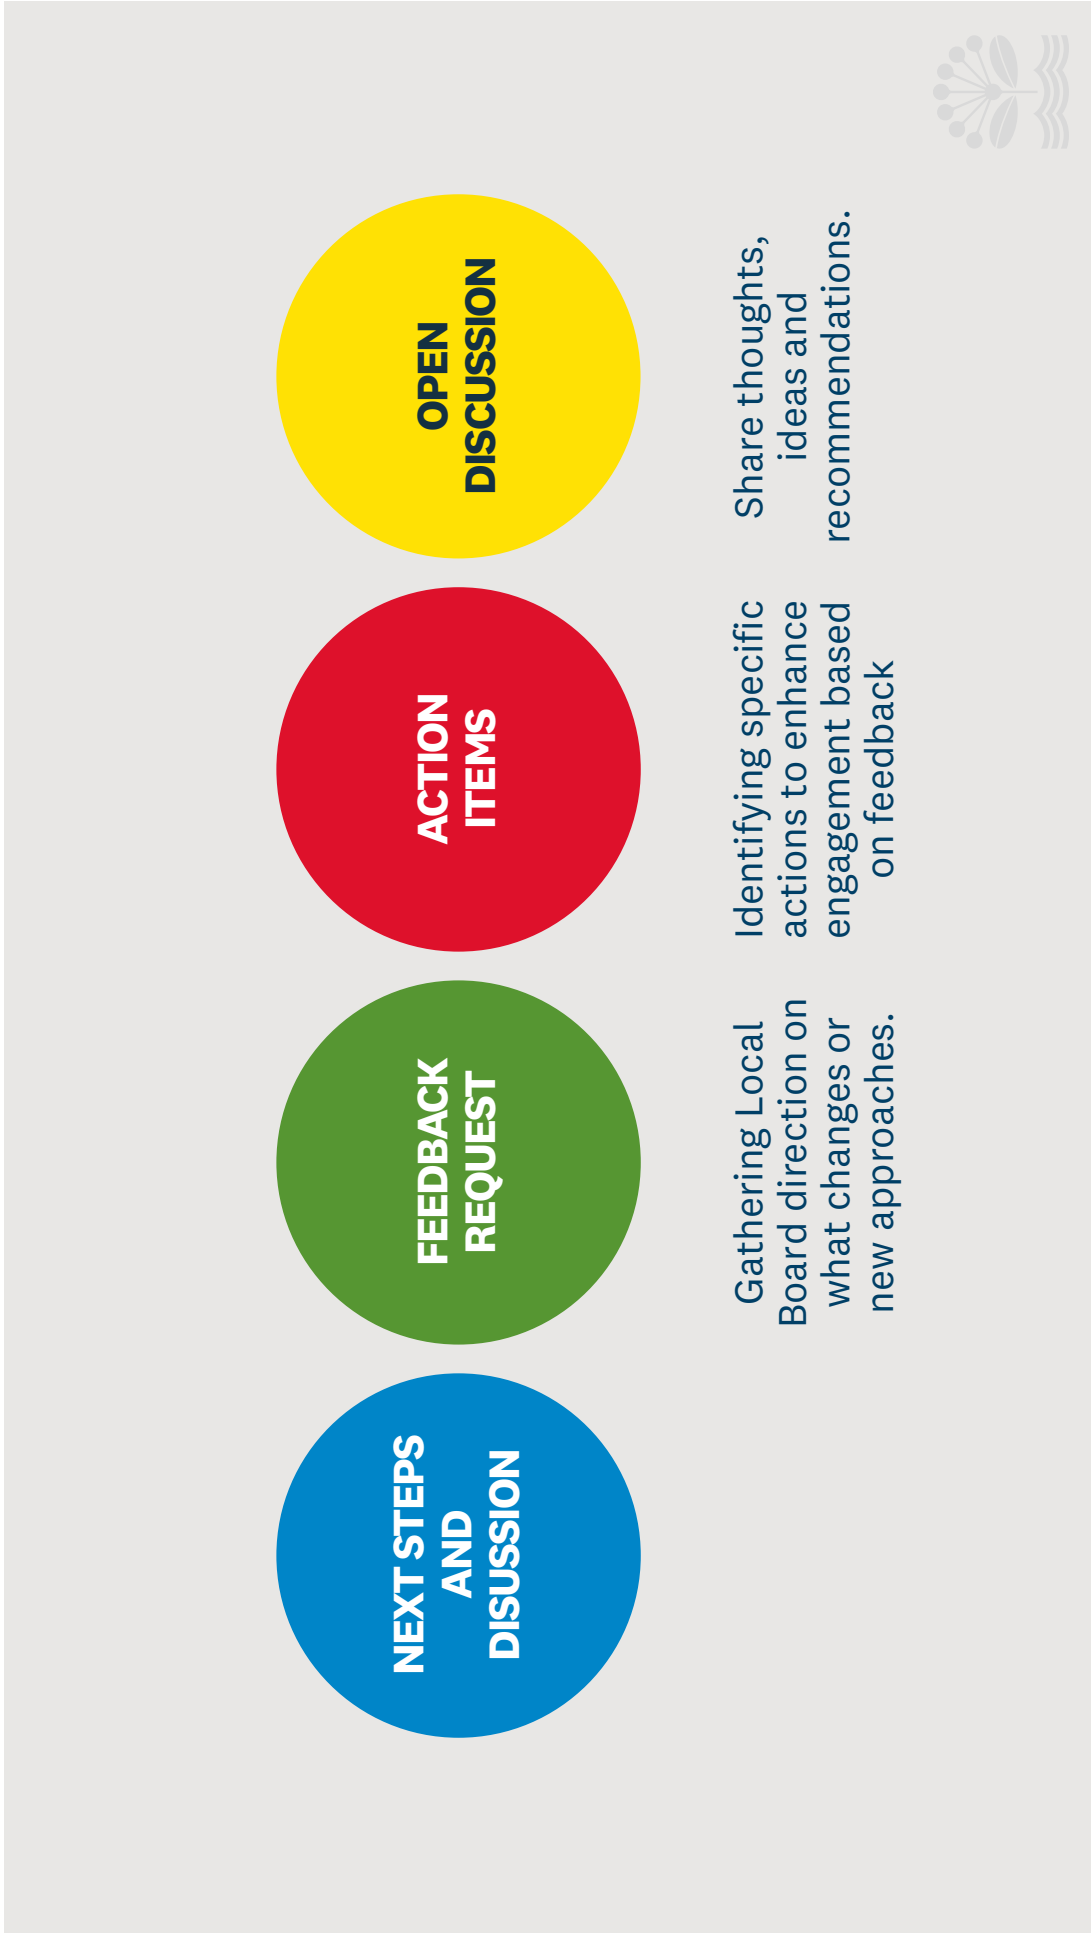 NEXT STEPS
AND
DISUSSION
FEEDBACK
REQUEST
Gathering Local
Board direction on
what changes or
new approaches.
ACTION
ITEMS
Identifying specific
actions to enhance
engagement based
on feedback
OPEN
DISCUSSION
Share thoughts,
ideas and
recommendations.